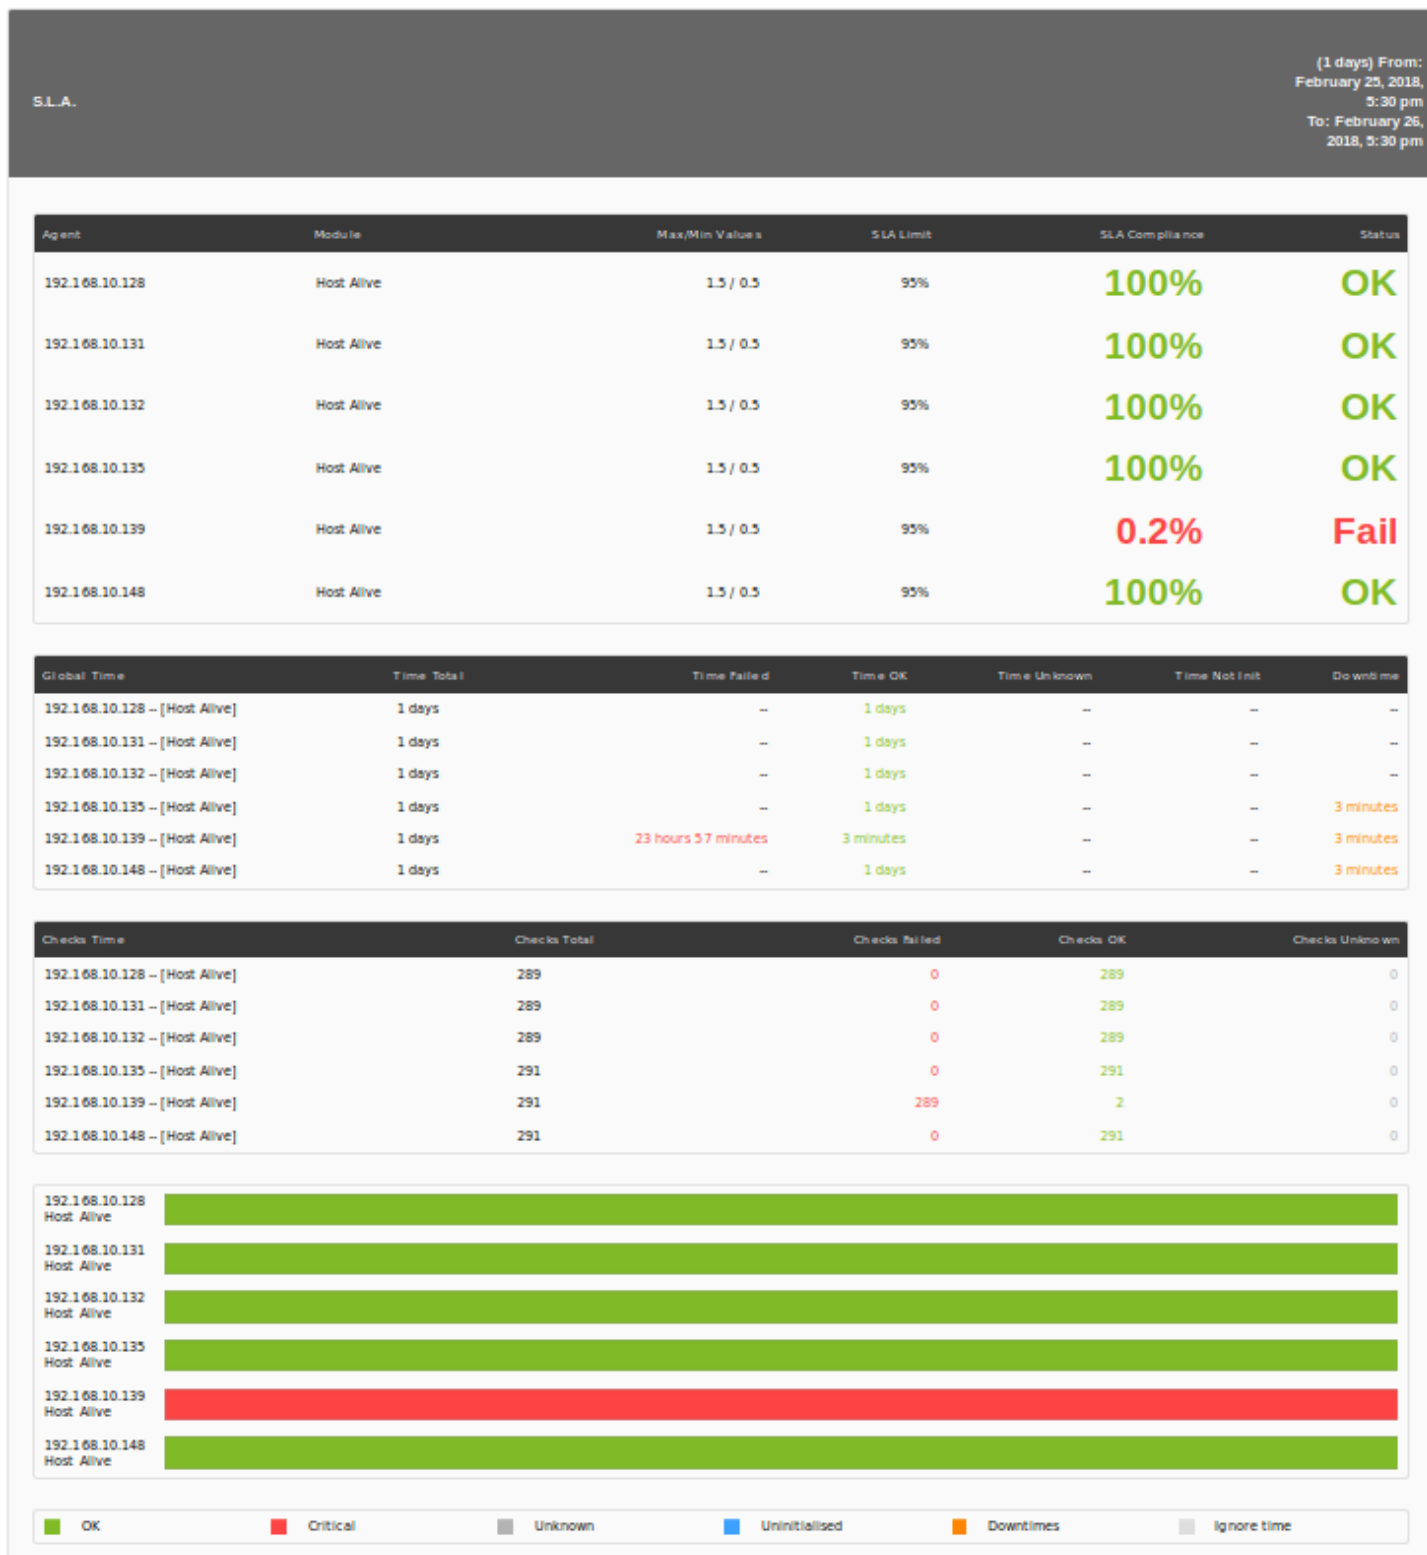 S.L.A.
(1 days) From:
February 25, 2018,
5:30 pm
To: February 26,
2018, 5:30 pm
Agent Module Max/Min Values SLA Limit SLA Compliance Status
192.168.10.128 Host Alive 1.5 / 0.5 95% 100% OK
192.168.10.131 Host Alive 1.5 / 0.5 95% 100% OK
192.168.10.132 Host Alive 1.5 / 0.5 95% 100% OK
192.168.10.135 Host Alive 1.5 / 0.5 95% 100% OK
192.168.10.139 Host Alive 1.5 / 0.5 95% 0.2% Fail
192.168.10.148 Host Alive 1.5 / 0.5 95% 100% OK
Global Time Time Total Time Failed Time OK Time Unknown Time Not Init Downtime
192.168.10.128 -- [Host Alive] 1 days -- 1 days -- -- --
192.168.10.131 -- [Host Alive] 1 days -- 1 days -- -- --
192.168.10.132 -- [Host Alive] 1 days -- 1 days -- -- --
192.168.10.135 -- [Host Alive] 1 days -- 1 days -- -- 3 minutes
192.168.10.139 -- [Host Alive] 1 days 23 hours 57 minutes 3 minutes -- -- 3 minutes
192.168.10.148 -- [Host Alive] 1 days -- 1 days -- -- 3 minutes
Checks Time Checks Total Checks Failed Checks OK Checks Unknown
192.168.10.128 -- [Host Alive] 289 0 289 0
192.168.10.131 -- [Host Alive] 289 0 289 0
192.168.10.132 -- [Host Alive] 289 0 289 0
192.168.10.135 -- [Host Alive] 291 0 291 0
192.168.10.139 -- [Host Alive] 291 289 2 0
192.168.10.148 -- [Host Alive] 291 0 291 0
192.168.10.128
Host Alive
192.168.10.131
Host Alive
192.168.10.132
Host Alive
192.168.10.135
Host Alive
192.168.10.139
Host Alive
192.168.10.148
Host Alive
OK Critical Unknown Uninitialised Downtimes Ignore time